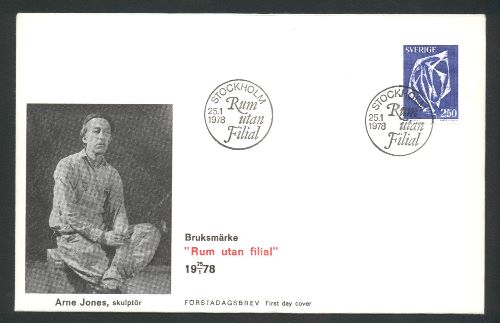 SVERIGE
250
STOCKHOLM
25.1
1978
Rum
utan
Filial
STOCKHOLM
25.1
1978
Rum
utan
Filial
Bruksmärke
"Rum utan filial"
19 25/1 78
Arne Jones, skulptör
FÖRSTADAGSBREV First day cover